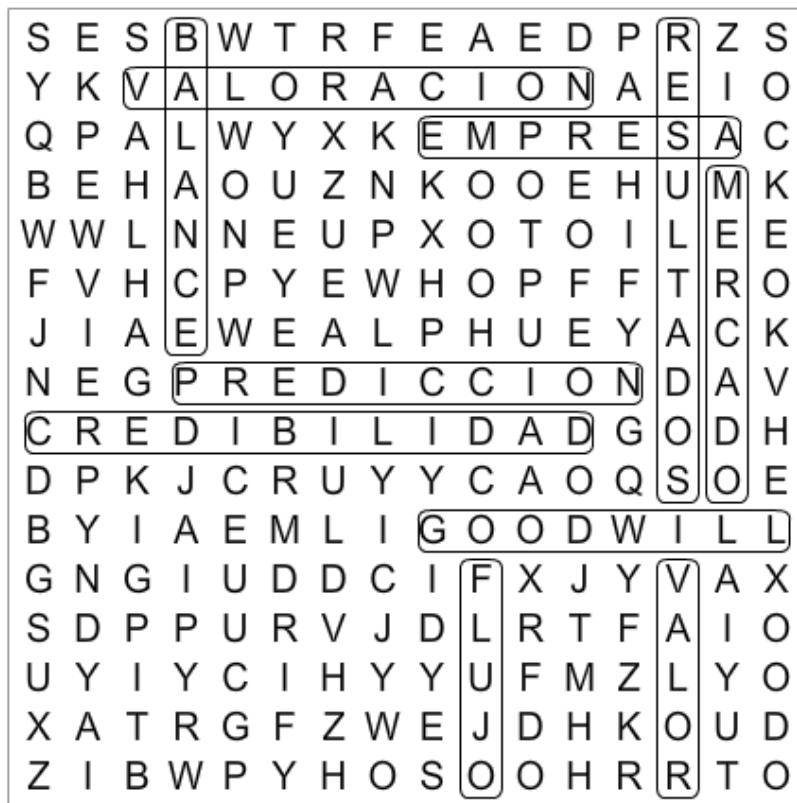 S E S B W T R F E A E D P R Z S
Y K V A L O R A C I O N A E I O
Q P A L W Y X K E M P R E S A C
B E H A O U Z N K O O E H U M K
W W L N N E U P X O T O I L E E
F V H C P Y E W H O P F F T R O
J I A E W E A L P H U E Y A C K
N E G P R E D I C C I O N D A V
C R E D I B I L I D A D G O D H
D P K J C R U Y Y C A O Q S O E
B Y I A E M L I G O O D W I L L
G N G I U D D C I F X J Y V A X
S D P P U R V J D L R T F A I O
U Y I Y C I H Y Y U F M Z L Y O
X A T R G F Z W E J D H K O U D
Z I B W P Y H O S O O H R R T O